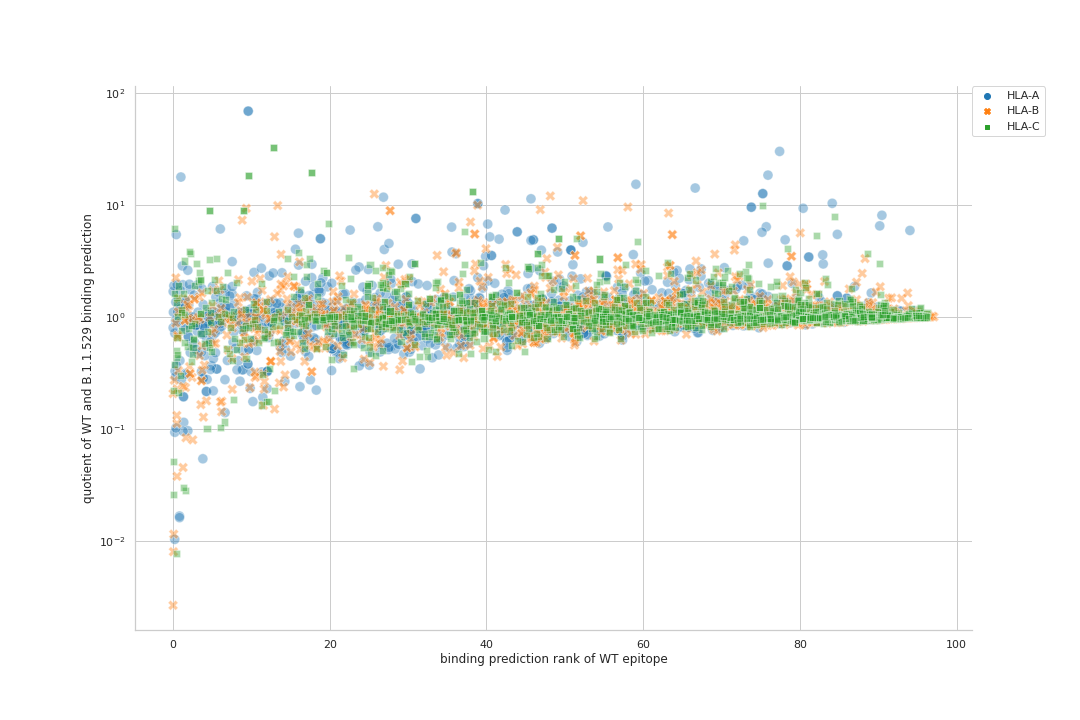 10²
10¹
10⁰
10⁻¹
10⁻²
quotient of WT and B.1.1.529 binding prediction
0 20 40 60 80 100
binding prediction rank of WT epitope
HLA-A
HLA-B
HLA-C